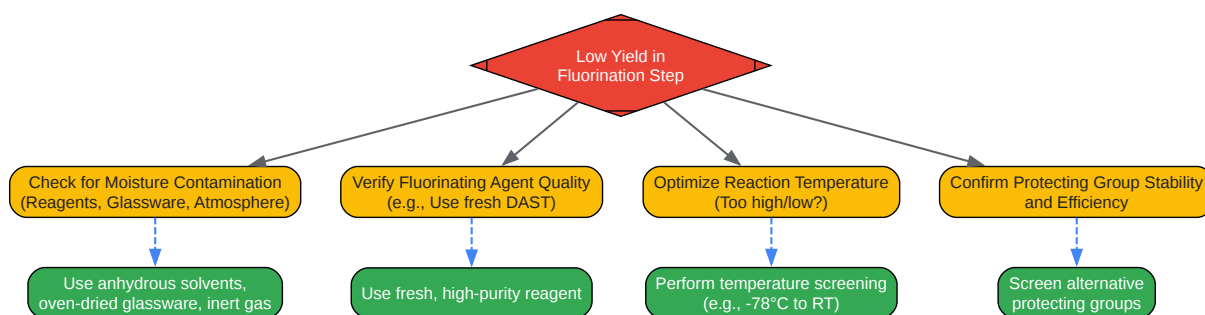 Low Yield in
Fluorination Step
Check for Moisture Contamination
(Reagents, Glassware, Atmosphere)
Verify Fluorinating Agent Quality
(e.g., Use fresh DAST)
Optimize Reaction Temperature
(Too high/low?)
Confirm Protecting Group Stability
and Efficiency
Use anhydrous solvents,
oven-dried glassware, inert gas
Use fresh, high-purity reagent
Perform temperature screening
(e.g., -78°C to RT)
Screen alternative
protecting groups